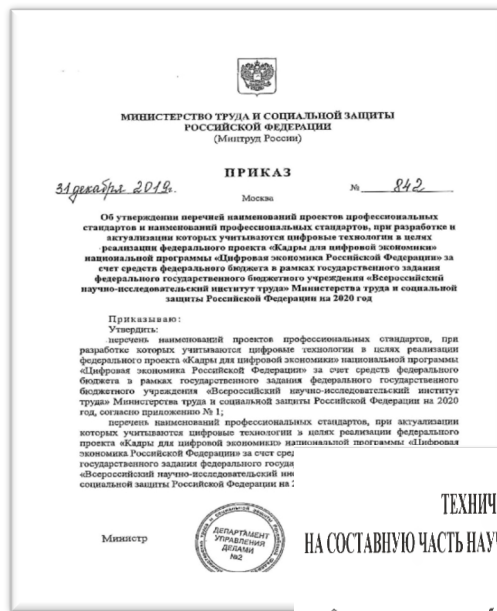 МИНИСТЕРСТВО ТРУДА И СОЦИАЛЬНОЙ ЗАЩИТЫ
РОССИЙСКОЙ ФЕДЕРАЦИИ
(Минтруд России)
ПРИКАЗ
31 декабря 2019г. № 842
Москва
Об утверждении перечней наименований проектов профессиональных
стандартов и наименований профессиональных стандартов, при разработке и
актуализации которых учитываются цифровые технологии в целях
реализации федерального проекта «Кадры для цифровой экономики»
национальной программы «Цифровая экономика Российской Федерации» за
счет средств федерального бюджета в рамках государственного задания
федерального государственного бюджетного учреждения «Всероссийский
научно-исследовательский институт труда» Министерства труда и социальной
защиты Российской Федерации на 2020 год
Приказываю:
Утвердить:
перечень наименований проектов профессиональных стандартов, при
разработке которых учитываются цифровые технологии в целях реализации
федерального проекта «Кадры для цифровой экономики» национальной программы
«Цифровая экономика Российской Федерации» за счет средств федерального
бюджета в рамках государственного задания федерального государственного
бюджетного учреждения «Всероссийский научно-исследовательский институт
труда» Министерства труда и социальной защиты Российской Федерации на 2020
год, согласно приложению № 1;
перечень наименований профессиональных стандартов, при актуализации
которых учитываются цифровые технологии в целях реализации федерального
проекта «Кадры для цифровой экономики» национальной программы «Цифровая
экономика Российской Федерации» за счет сред
государственного задания федерального госуда
«Всероссийский научно-исследовательский инс
социальной защиты Российской Федерации на 2
Министр
ДЕПАРТАМЕНТ
УПРАВЛЕНИЯ
ДЕЛАМИ
№2
ТЕХНИЧ
НА СОСТАВНУЮ ЧАСТЬ НАУЧ